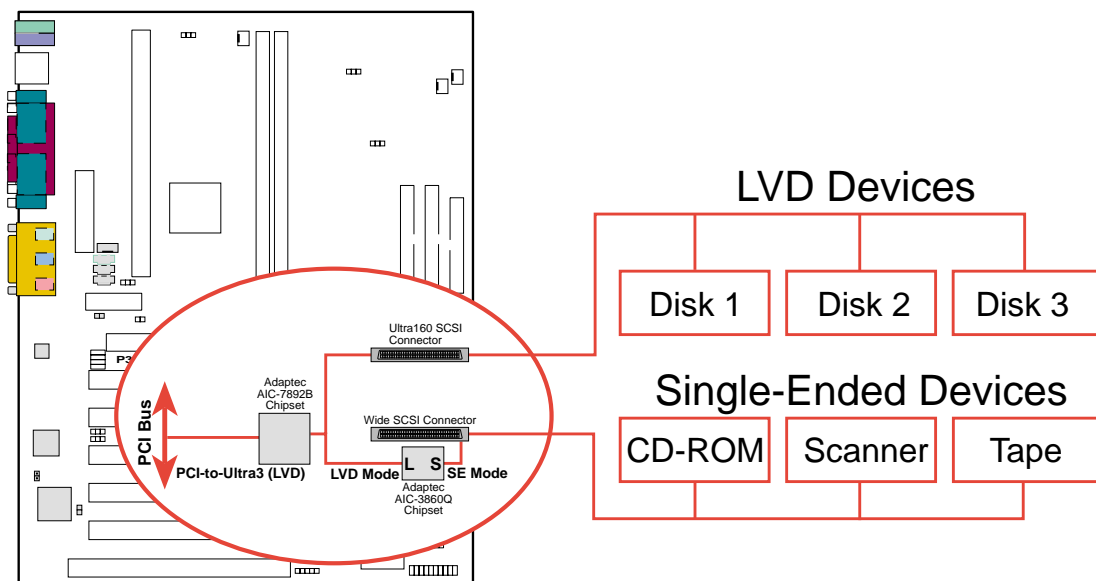 LVD Devices
Disk 1
Disk 2
Disk 3
Ultra160 SCSI
Connector
P3
Adaptec
AIC-7892B
Chipset
PCI Bus
PCI-to-Ultra3 (LVD)
Wide SCSI Connector
LVD Mode
L S
SE Mode
Adaptec
AIC-3860Q
Chipset
Single-Ended Devices
CD-ROM
Scanner
Tape